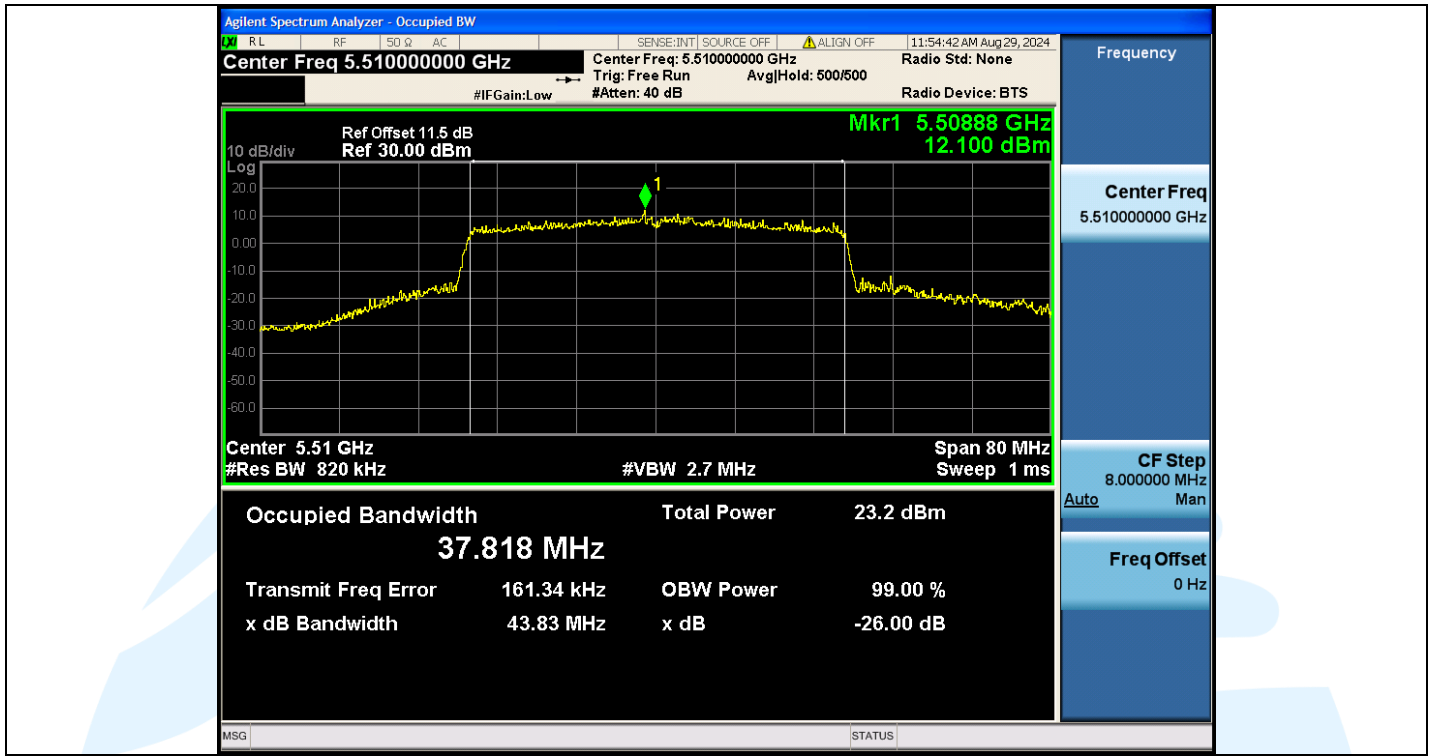 Agilent Spectrum Analyzer - Occupied BW
LXI RL RF 50 Ω AC SENSE:INT SOURCE OFF ALIGN OFF 11:54:42 AM Aug 29, 2024
Center Freq 5.510000000 GHz
Center Freq: 5.510000000 GHz Radio Std: None
Trig: Free Run Avg|Hold: 500/500
#IFGain:Low #Atten: 40 dB Radio Device: BTS
Mkr1 5.50888 GHz
12.100 dBm
Ref Offset 11.5 dB
10 dB/div Ref 30.00 dBm
Log
20.0
10.0
0.00
-10.0
-20.0
-30.0
-40.0
-50.0
-60.0
1
Center 5.51 GHz Span 80 MHz
#Res BW 820 kHz #VBW 2.7 MHz Sweep 1 ms
Occupied Bandwidth Total Power 23.2 dBm
37.818 MHz
Transmit Freq Error 161.34 kHz OBW Power 99.00 %
x dB Bandwidth 43.83 MHz x dB -26.00 dB
Frequency
Center Freq
5.510000000 GHz
CF Step
8.000000 MHz
Auto Man
Freq Offset
0 Hz
MSG STATUS